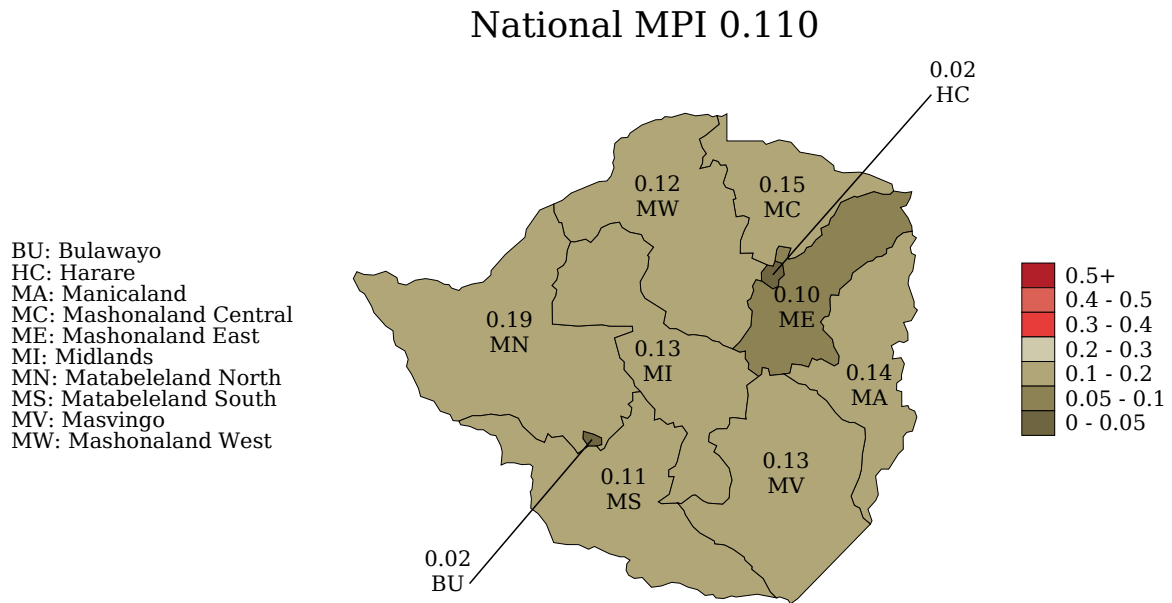 National MPI 0.110
0.02
HC
0.12
MW
0.15
MC
BU: Bulawayo
HC: Harare
MA: Manicaland
MC: Mashonaland Central
ME: Mashonaland East
MI: Midlands
MN: Matabeleland North
MS: Matabeleland South
MV: Masvingo
MW: Mashonaland West
0.19
MN
0.10
ME
0.13
MI
0.14
MA
0.11
MS
0.13
MV
0.02
BU
0.5+
0.4 - 0.5
0.3 - 0.4
0.2 - 0.3
0.1 - 0.2
0.05 - 0.1
0 - 0.05